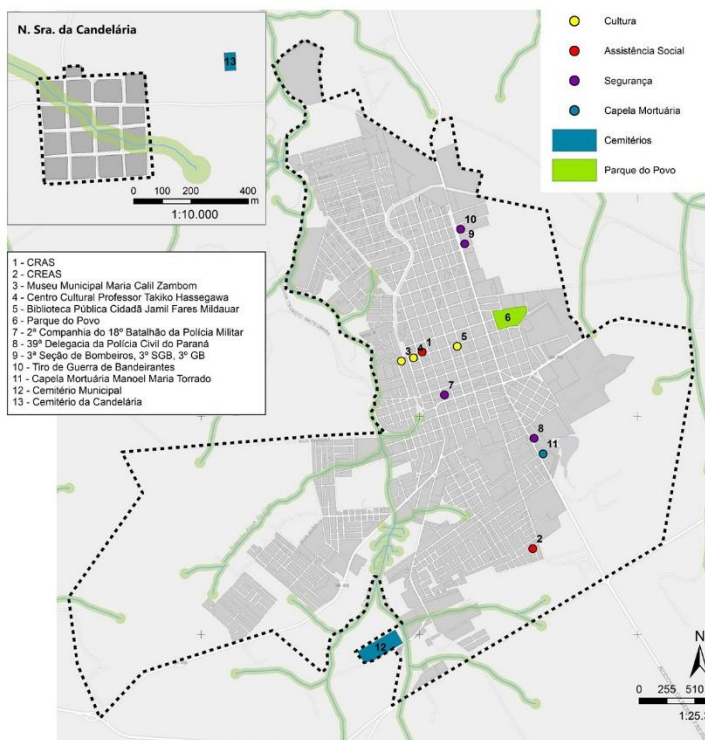 N. Sra. da Candelária
13
0 100 200 400
m
1:10.000
Cultura
Assistência Social
Segurança
Capela Mortuária
Cemitérios
Parque do Povo
1 - CRAS
2 - CREAS
3 - Museu Municipal Maria Calil Zambom
4 - Centro Cultural Professor Takiko Hassegawa
5 - Biblioteca Pública Cidadã Jamil Fares Mildauar
6 - Parque do Povo
7 - 2ª Companhia do 18º Batalhão da Polícia Militar
8 - 39ª Delegacia da Polícia Civil do Paraná
9 - 3ª Seção de Bombeiros, 3º SGB, 3º GB
10 - Tiro de Guerra de Bandeirantes
11 - Capela Mortuária Manoel Maria Torrado
12 - Cemitério Municipal
13 - Cemitério da Candelária
10
9
6
5
1
4
3
7
8
11
2
12
N
0 255 510